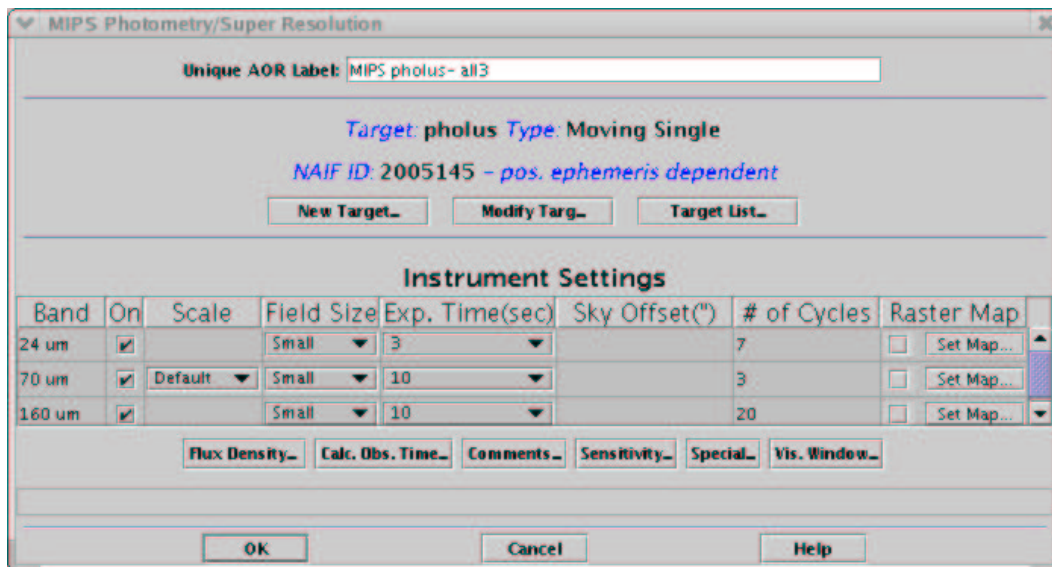 MIPS Photometry/Super Resolution
Unique AOR Label: MIPS pholus- all3
Target: pholus Type: Moving Single
NAIF ID: 2005145 - pos. ephemeris dependent
New Target... Modify Targ... Target List...
Instrument Settings
Band On Scale Field Size Exp. Time(sec) Sky Offset(") # of Cycles Raster Map
24 um Small 3 7 Set Map...
70 um Default Small 10 3 Set Map...
160 um Small 10 20 Set Map...
Flux Density... Calc. Obs. Time... Comments... Sensitivity... Special... Vis. Window...
OK Cancel Help